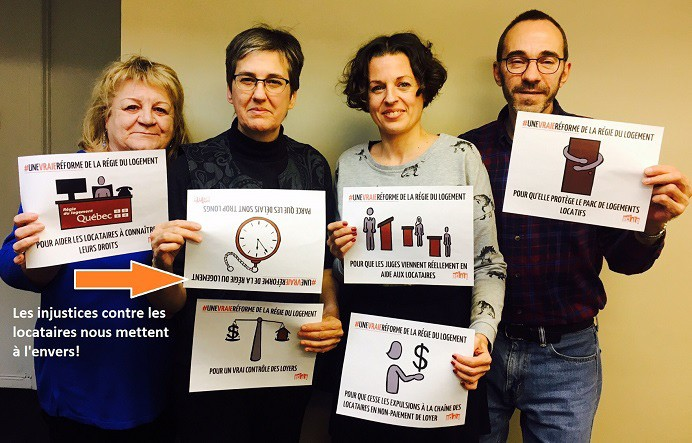 #UNEVRAIERÉFORME DE LA RÉGIE DU LOGEMENT
Régie
du logement
Québec
POUR AIDER LES LOCATAIRES À CONNAÎTRE
LEURS DROITS
PARCE QUE LES DÉLAIS SONT TROP LONGS
#UNEVRAIERÉFORME DE LA RÉGIE DU LOGEMENT
#UNEVRAIERÉFORME DE LA RÉGIE DU LOGEMENT
$
POUR UN VRAI CONTRÔLE DES LOYERS
#UNEVRAIERÉFORME DE LA RÉGIE DU LOGEMENT
POUR QUE LES JUGES VIENNENT RÉELLEMENT EN
AIDE AUX LOCATAIRES
#UNEVRAIERÉFORME DE LA RÉGIE DU LOGEMENT
$
POUR QUE CESSE LES EXPULSIONS À LA CHAÎNE DES
LOCATAIRES EN NON-PAIEMENT DE LOYER
#UNEVRAIERÉFORME DE LA RÉGIE DU LOGEMENT
POUR QU'ELLE PROTÈGE LE PARC DE LOGEMENTS
LOCATIFS
Les injustices contre les
locataires nous mettent
à l'envers!